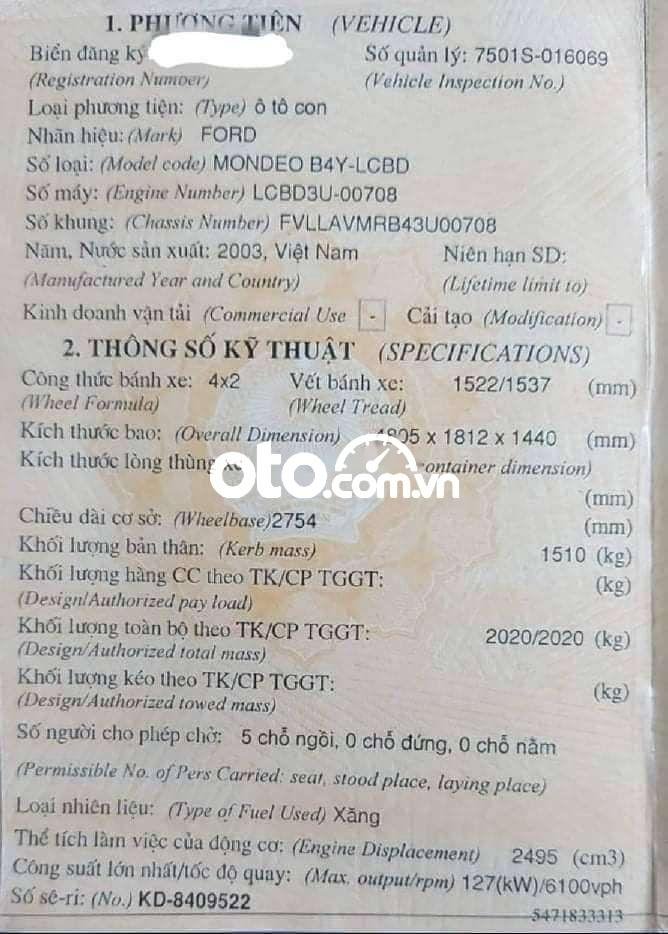 1. PHƯƠNG TIỆN (VEHICLE)
Biển đăng ký Số quản lý: 7501S-016069
(Registration Number) (Vehicle Inspection No.)
Loại phương tiện: (Type) ô tô con
Nhãn hiệu: (Mark) FORD
Số loại: (Model code) MONDEO B4Y-LCBD
Số máy: (Engine Number) LCBD3U-00708
Số khung: (Chassis Number) FVLLAVMRB43U00708
Năm, Nước sản xuất: 2003, Việt Nam Niên hạn SD:
(Manufactured Year and Country) (Lifetime limit to)
Kinh doanh vận tải (Commercial Use - Cải tạo (Modification) -
2. THÔNG SỐ KỸ THUẬT (SPECIFICATIONS)
Công thức bánh xe: 4x2 Vết bánh xe: 1522/1537 (mm)
(Wheel Formula) (Wheel Tread)
Kích thước bao: (Overall Dimension) x 1812 x 1440 (mm)
Kích thước lòng thùng container dimension)
oto.com.vn
(mm)
Chiều dài cơ sở: (Wheelbase)2754 (mm)
Khối lượng bản thân: (Kerb mass) 1510 (kg)
Khối lượng hàng CC theo TK/CP TGGT: (kg)
(Design/Authorized pay load)
Khối lượng toàn bộ theo TK/CP TGGT: 2020/2020 (kg)
(Design/Authorized total mass)
Khối lượng kéo theo TK/CP TGGT: (kg)
(Design/Authorized towed mass)
Số người cho phép chở: 5 chỗ ngồi, 0 chỗ đứng, 0 chỗ nằm
(Permissible No. of Pers Carried: seat, stood place, laying place)
Loại nhiên liệu: (Type of Fuel Used) Xăng
Thể tích làm việc của động cơ: (Engine Displacement) 2495 (cm3)
Công suất lớn nhất/tốc độ quay: (Max. output/rpm) 127(kW)/6100vph
Số sê-ri: (No.) KD-8409522
5471833313